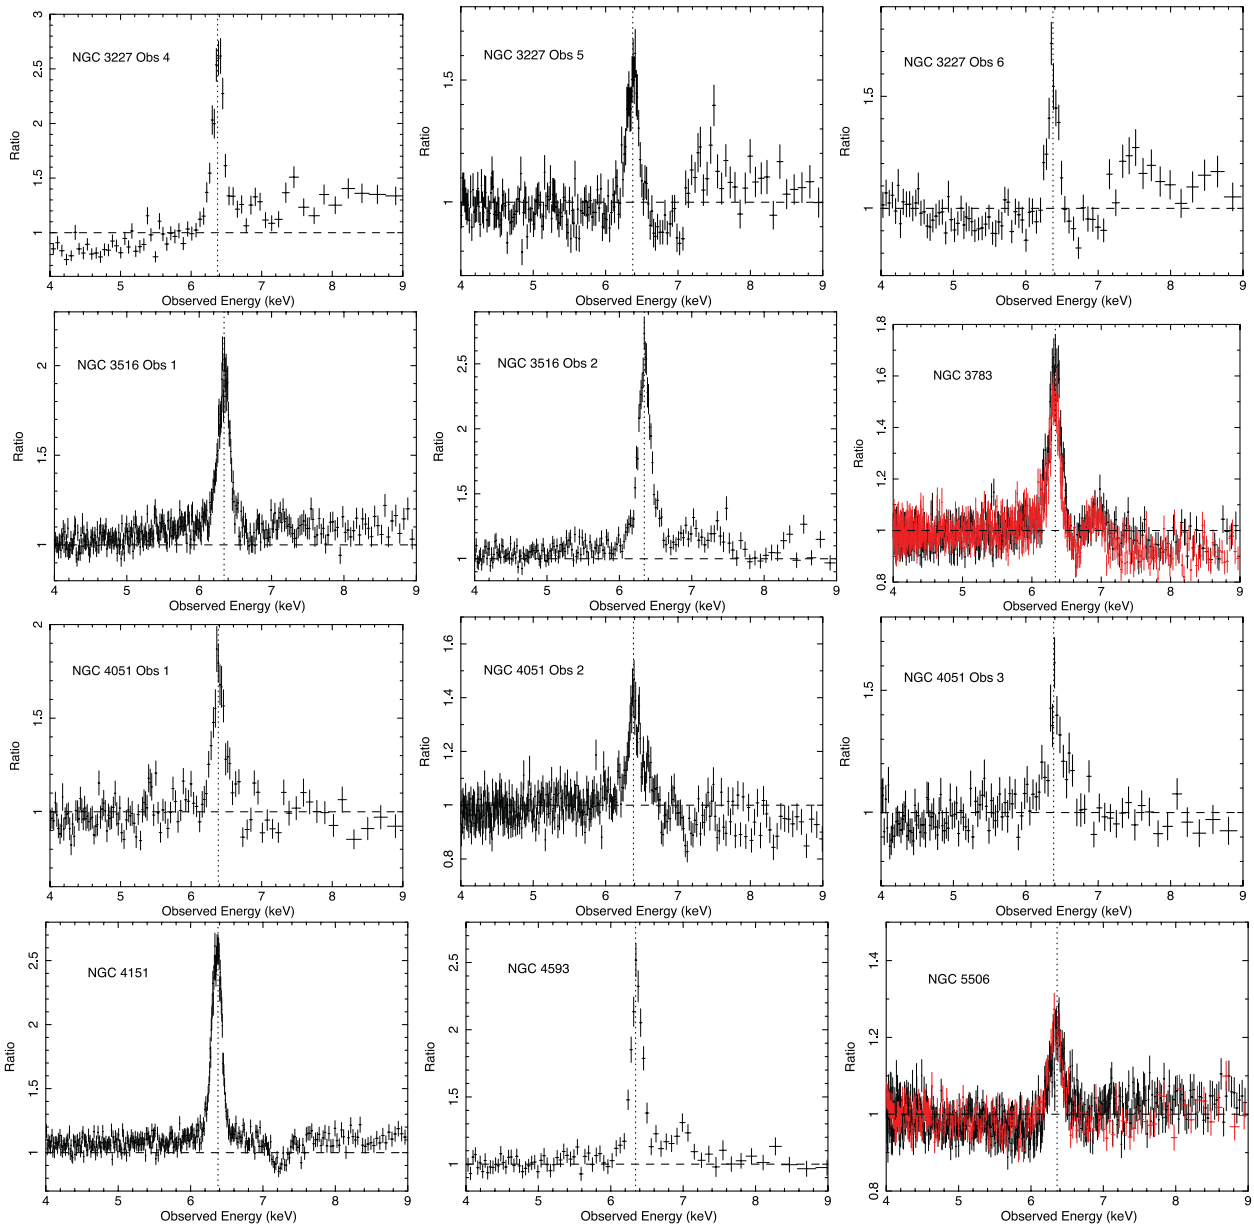 NGC 3227 Obs 4
Ratio
1
1.5
2
2.5
3
4 5 6 7 8 9
Observed Energy (keV)
NGC 3227 Obs 5
Ratio
1
1.5
4 5 6 7 8 9
Observed Energy (keV)
NGC 3227 Obs 6
Ratio
1
1.5
4 5 6 7 8 9
Observed Energy (keV)
NGC 3516 Obs 1
Ratio
1
1.5
2
4 5 6 7 8 9
Observed Energy (keV)
NGC 3516 Obs 2
Ratio
1
1.5
2
2.5
4 5 6 7 8 9
Observed Energy (keV)
NGC 3783
Ratio
0.8
1
1.2
1.4
1.6
1.8
4 5 6 7 8 9
Observed Energy (keV)
NGC 4051 Obs 1
Ratio
1
1.5
2
4 5 6 7 8 9
Observed Energy (keV)
NGC 4051 Obs 2
Ratio
0.8
1
1.2
1.4
1.6
4 5 6 7 8 9
Observed Energy (keV)
NGC 4051 Obs 3
Ratio
1
1.5
4 5 6 7 8 9
Observed Energy (keV)
NGC 4151
Ratio
1
1.5
2
2.5
4 5 6 7 8 9
Observed Energy (keV)
NGC 4593
Ratio
1
1.5
2
2.5
4 5 6 7 8 9
Observed Energy (keV)
NGC 5506
Ratio
0.8
1
1.2
1.4
4 5 6 7 8 9
Observed Energy (keV)